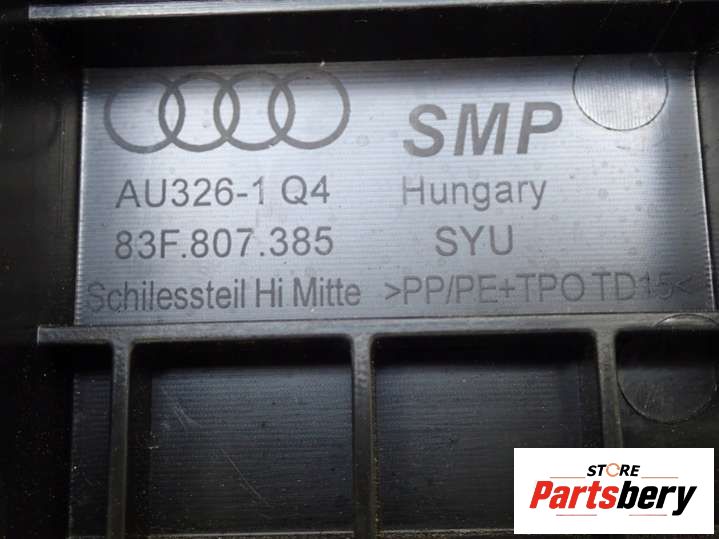 SMP
AU326-1 Q4 Hungary
83F.807.385 SYU
Schilessteil Hi Mitte >PP/PE+TPO TD15<
STORE
Partsbery